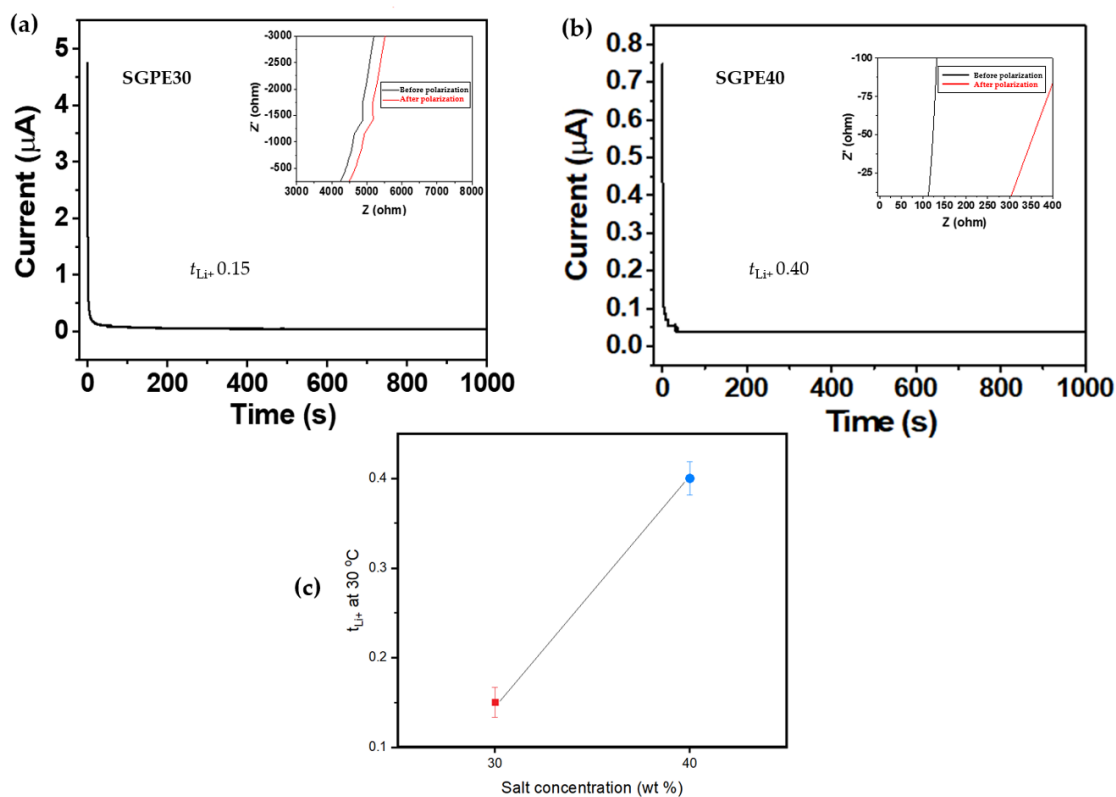 (a)
SGPE30
Current (μA)
5
4
3
2
1
0
0 200 400 600 800 1000
Time (s)
t Li+ 0.15
Z' (ohm)
-3000
-2500
-2000
-1500
-1000
-500
3000 4000 5000 6000 7000 8000
Z (ohm)
Before polarization
After polarization
(b)
SGPE40
Current (μA)
0.8
0.7
0.6
0.5
0.4
0.3
0.2
0.1
0.0
0 200 400 600 800 1000
Time (s)
t Li+ 0.40
Z' (ohm)
-100
-75
-50
-25
0 50 100 150 200 250 300 350 400
Z (ohm)
Before polarization
After polarization
(c)
t Li+ at 30 °C
0.4
0.3
0.2
0.1
30 40
Salt concentration (wt %)